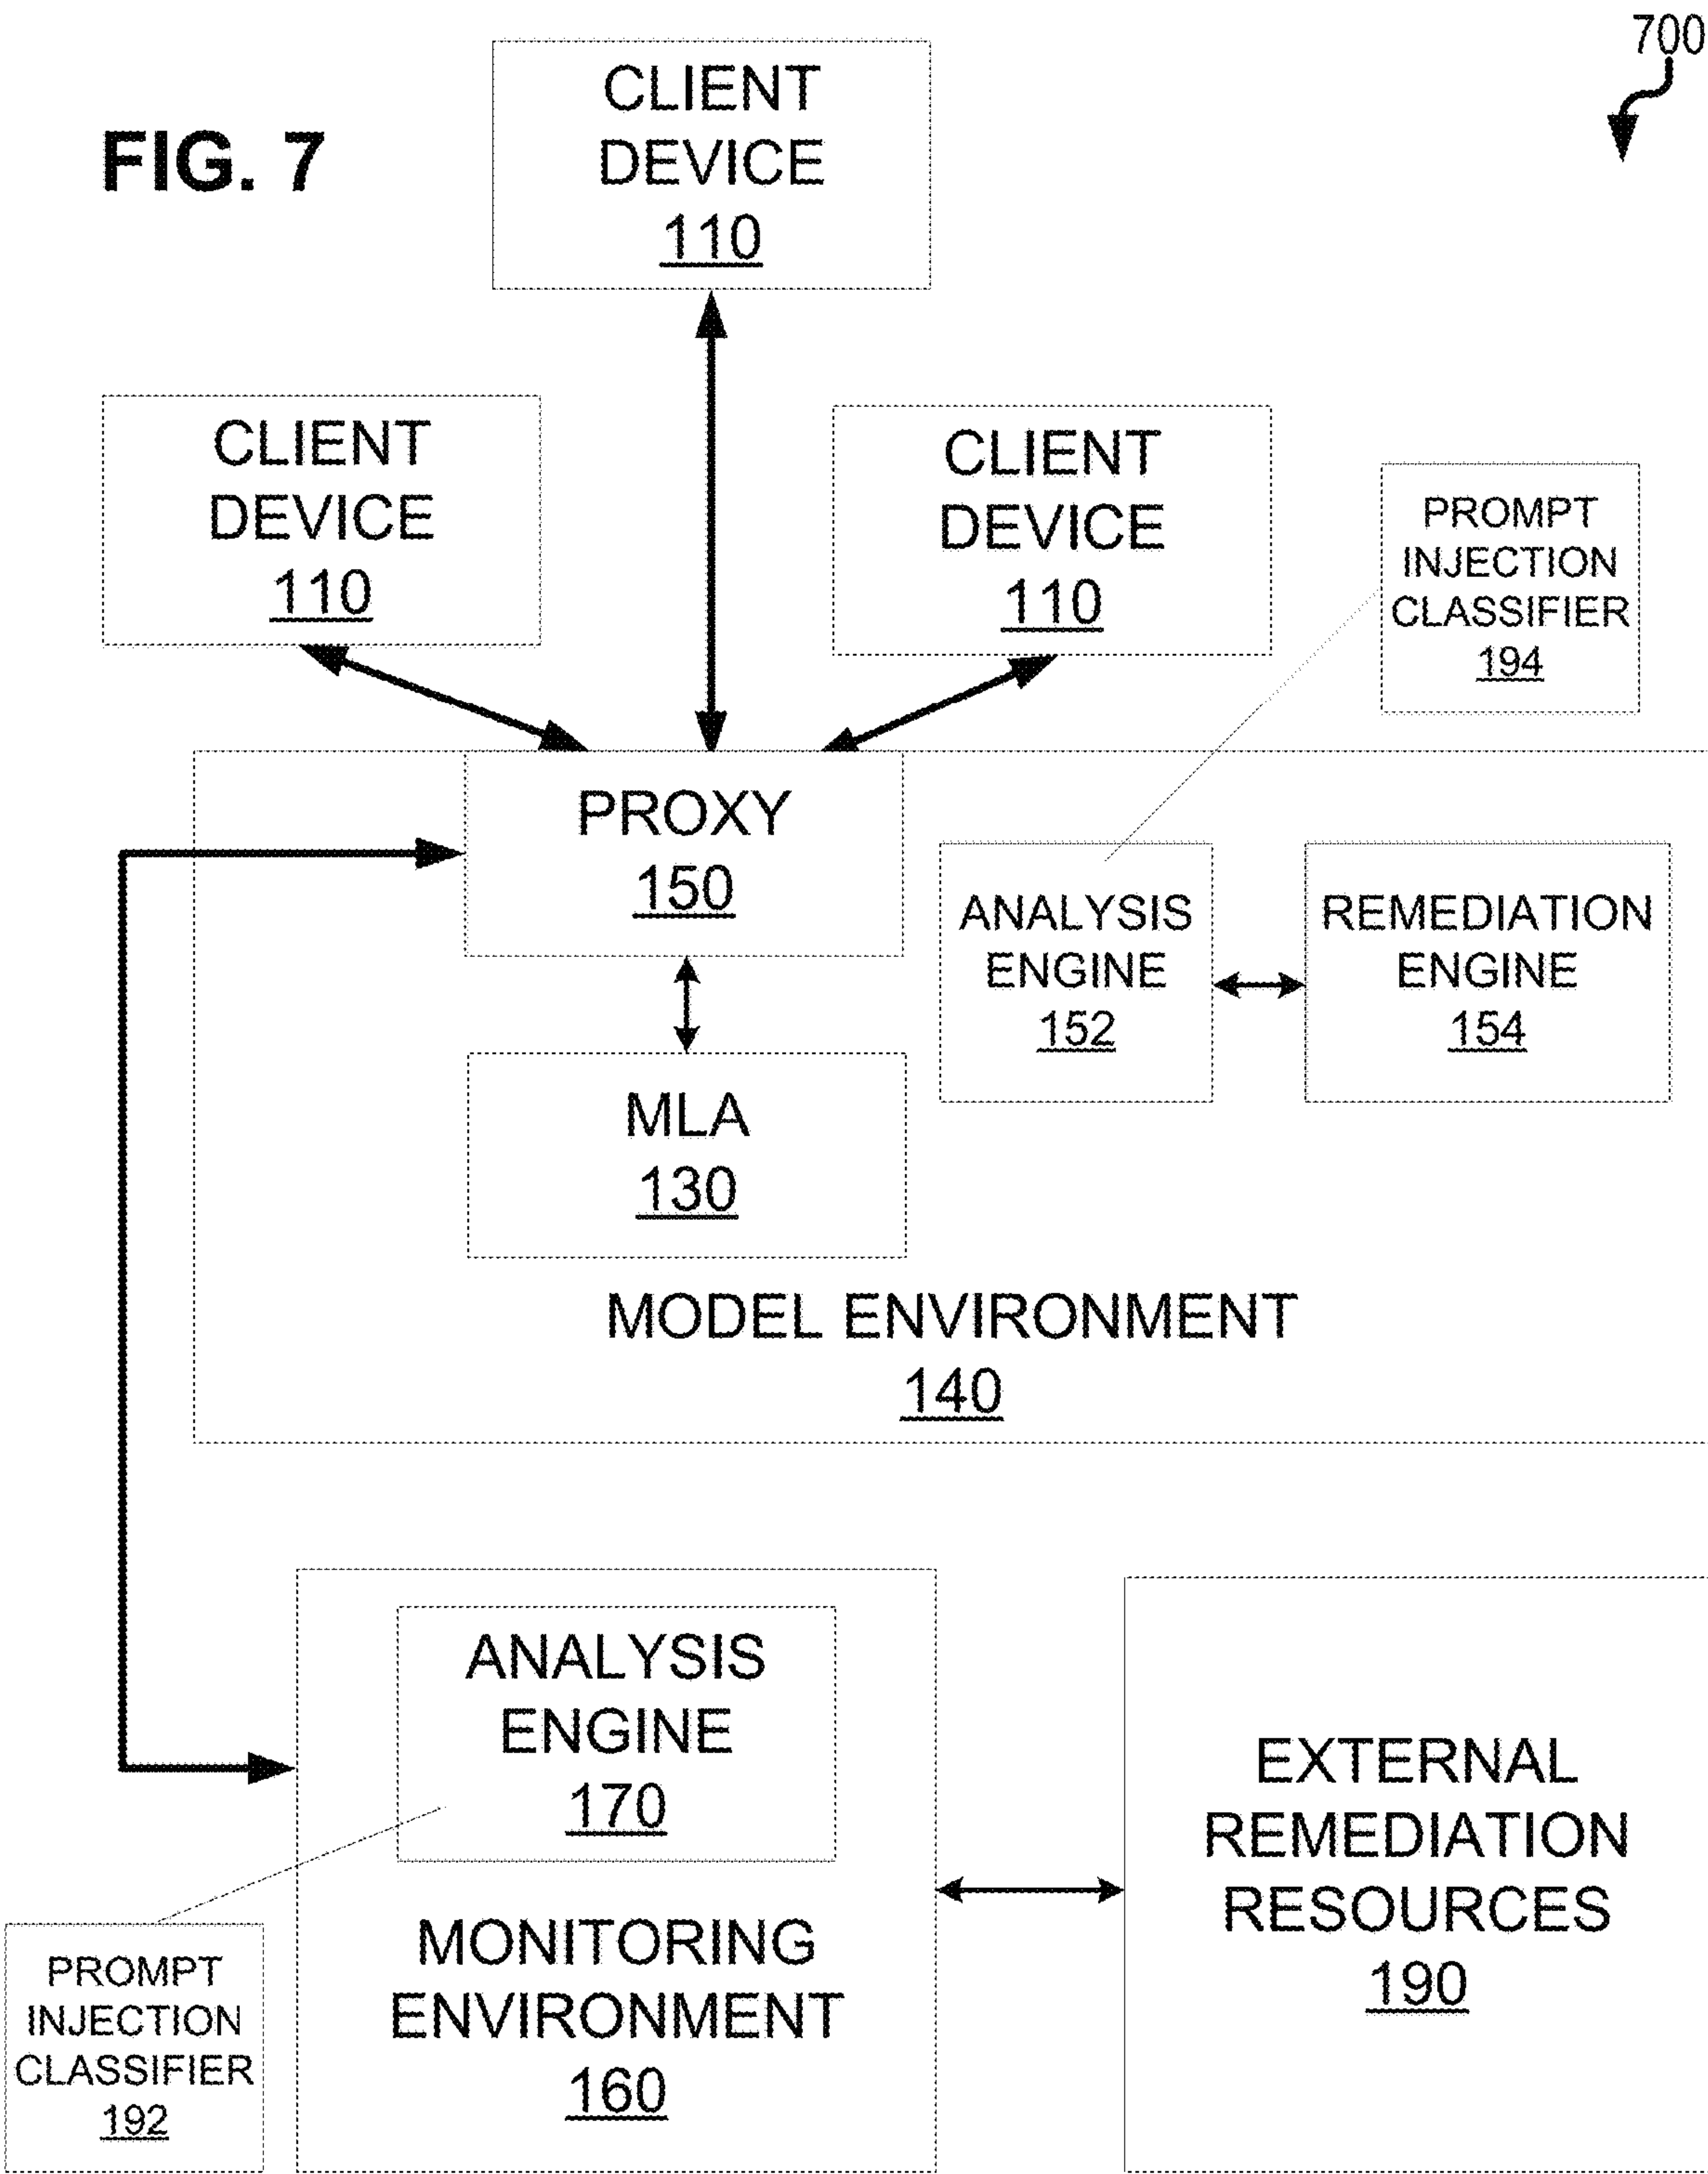 700
FIG. 7
CLIENT
DEVICE
110
CLIENT
DEVICE
110
CLIENT
DEVICE
110
PROMPT
INJECTION
CLASSIFIER
194
PROXY
150
ANALYSIS
ENGINE
152
REMEDIATION
ENGINE
154
MLA
130
MODEL ENVIRONMENT
140
ANALYSIS
ENGINE
170
MONITORING
ENVIRONMENT
160
PROMPT
INJECTION
CLASSIFIER
192
EXTERNAL
REMEDIATION
RESOURCES
190